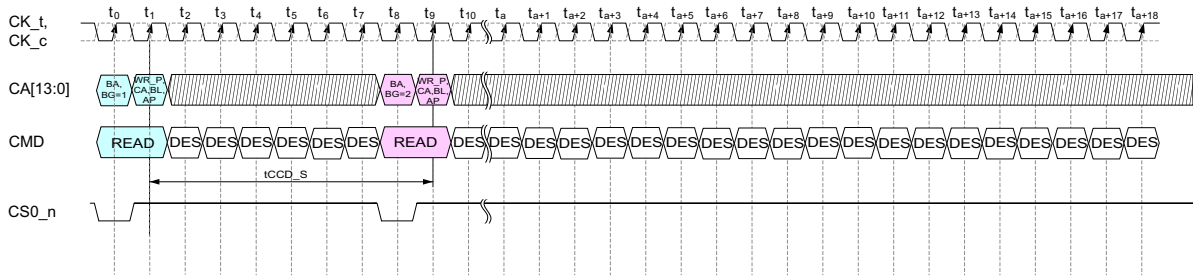 t0 t1 t2 t3 t4 t5 t6 t7 t8 t9 t10 ta ta+1 ta+2 ta+3 ta+4 ta+5 ta+6 ta+7 ta+8 ta+9 ta+10 ta+11 ta+12 ta+13 ta+14 ta+15 ta+16 ta+17 ta+18
CK_t,
CK_c
CA[13:0]
BA,
BG=1
WR_P,
CA,BL,
AP
BA,
BG=2
WR_P,
CA,BL,
AP
CMD
READ DES DES DES DES DES DES READ DES DES DES DES DES DES DES DES DES DES DES DES DES DES DES DES DES DES DES DES
tCCD_S
CS0_n